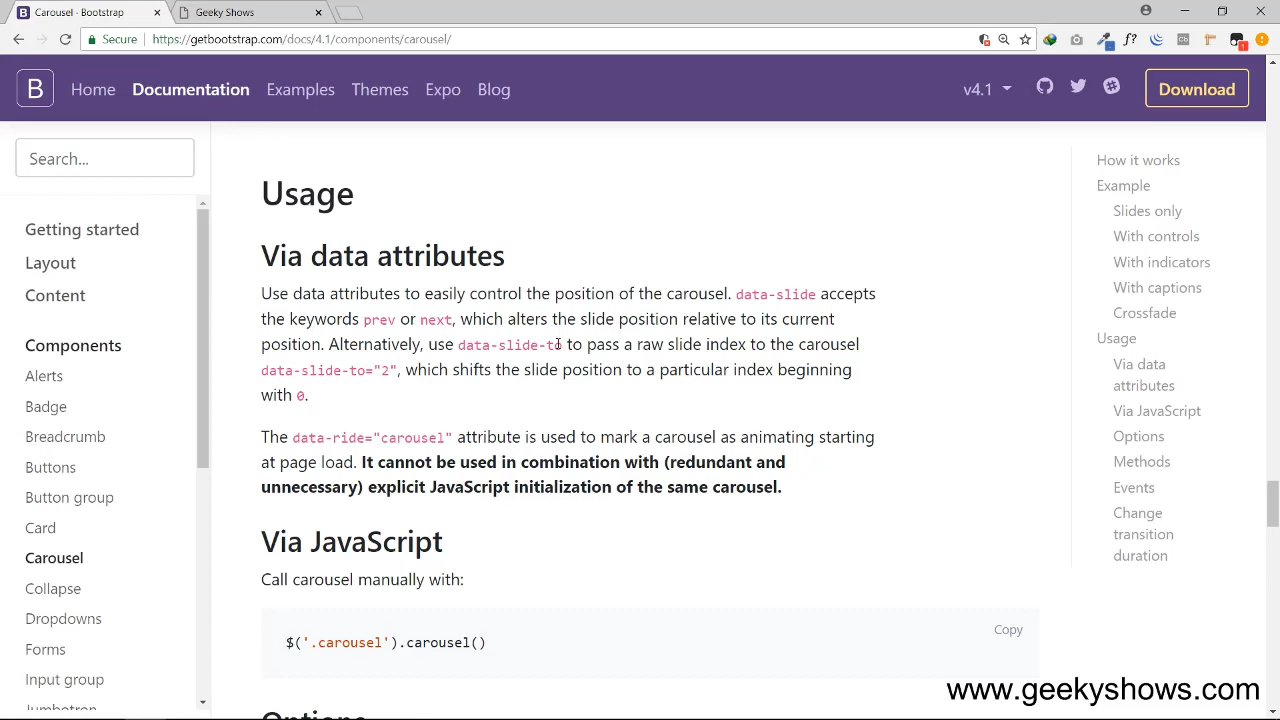 Carousel · Bootstrap
Geeky Shows
Secure
https://getbootstrap.com/docs/4.1/components/carousel/
B
Home
Documentation
Examples
Themes
Expo
Blog
v4.1
Download
Search...
Getting started
Layout
Content
Components
Alerts
Badge
Breadcrumb
Buttons
Button group
Card
Carousel
Collapse
Dropdowns
Forms
Input group
Jumbotron
Usage
Via data attributes
Use data attributes to easily control the position of the carousel. data-slide accepts
the keywords prev or next, which alters the slide position relative to its current
position. Alternatively, use data-slide-to to pass a raw slide index to the carousel
data-slide-to="2", which shifts the slide position to a particular index beginning
with 0.
The data-ride="carousel" attribute is used to mark a carousel as animating starting
at page load. It cannot be used in combination with (redundant and
unnecessary) explicit JavaScript initialization of the same carousel.
Via JavaScript
Call carousel manually with:
Copy
$('.carousel').carousel()
Options
How it works
Example
Slides only
With controls
With indicators
With captions
Crossfade
Usage
Via data
attributes
Via JavaScript
Options
Methods
Events
Change
transition
duration
www.geekyshows.com